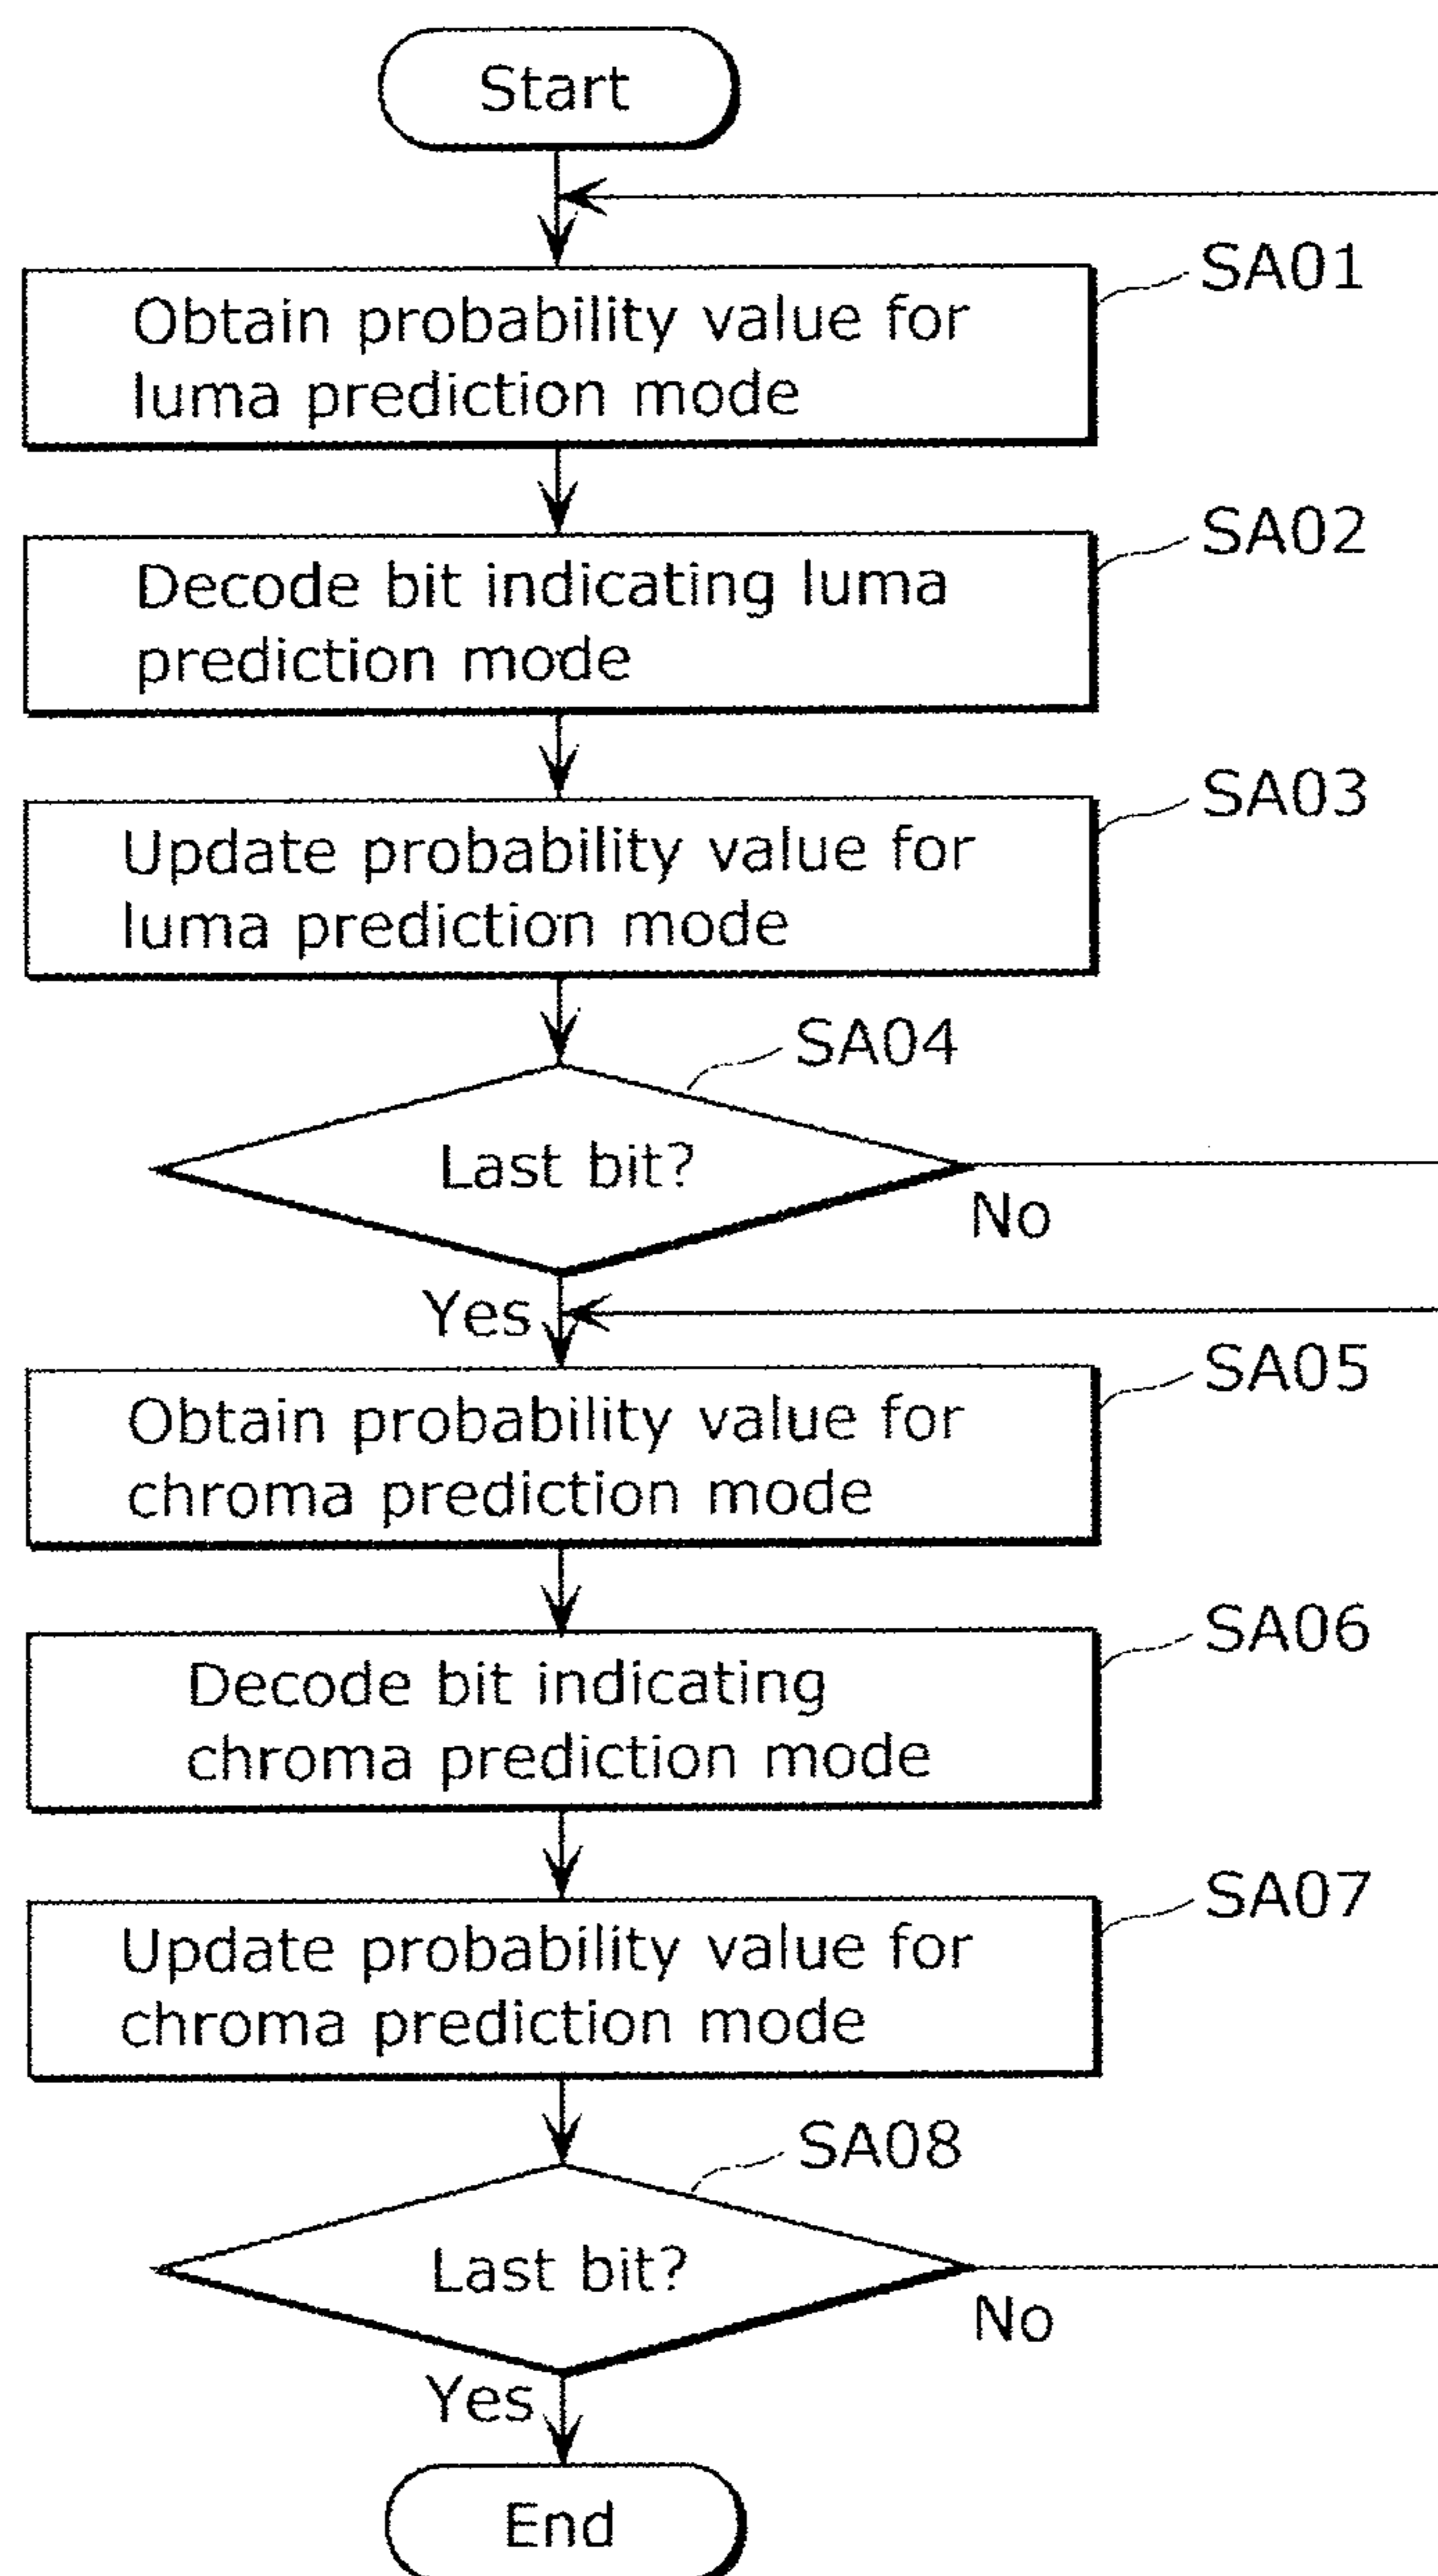 Start
SA01
Obtain probability value for
luma prediction mode
SA02
Decode bit indicating luma
prediction mode
SA03
Update probability value for
luma prediction mode
SA04
Last bit?
No
Yes
SA05
Obtain probability value for
chroma prediction mode
SA06
Decode bit indicating
chroma prediction mode
SA07
Update probability value for
chroma prediction mode
SA08
Last bit?
No
Yes
End